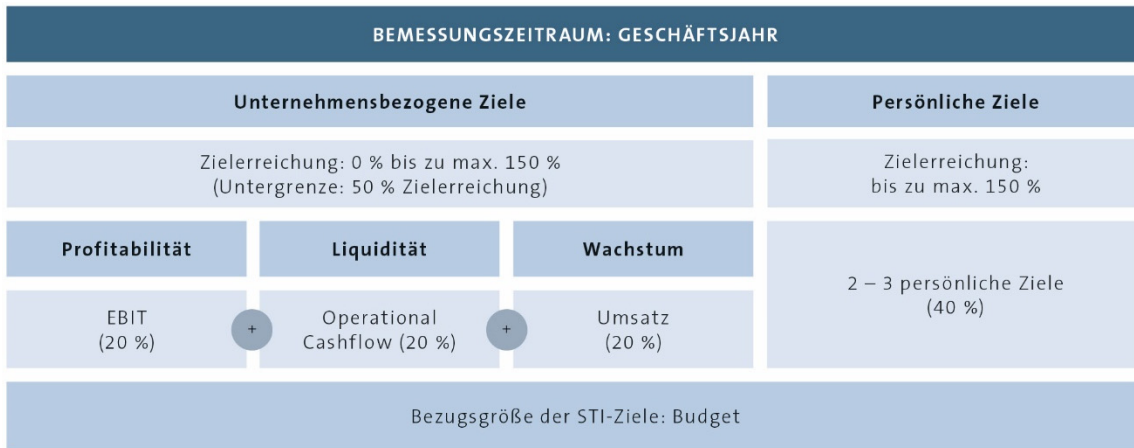 BEMESSUNGSZEITRAUM: GESCHÄFTSJAHR
Unternehmensbezogene Ziele
Persönliche Ziele
Zielerreichung: 0 % bis zu max. 150 %
(Untergrenze: 50 % Zielerreichung)
Zielerreichung:
bis zu max. 150 %
Profitabilität
Liquidität
Wachstum
EBIT
(20 %)
+
Operational
Cashflow (20 %)
+
Umsatz
(20 %)
2 – 3 persönliche Ziele
(40 %)
Bezugsgröße der STI-Ziele: Budget